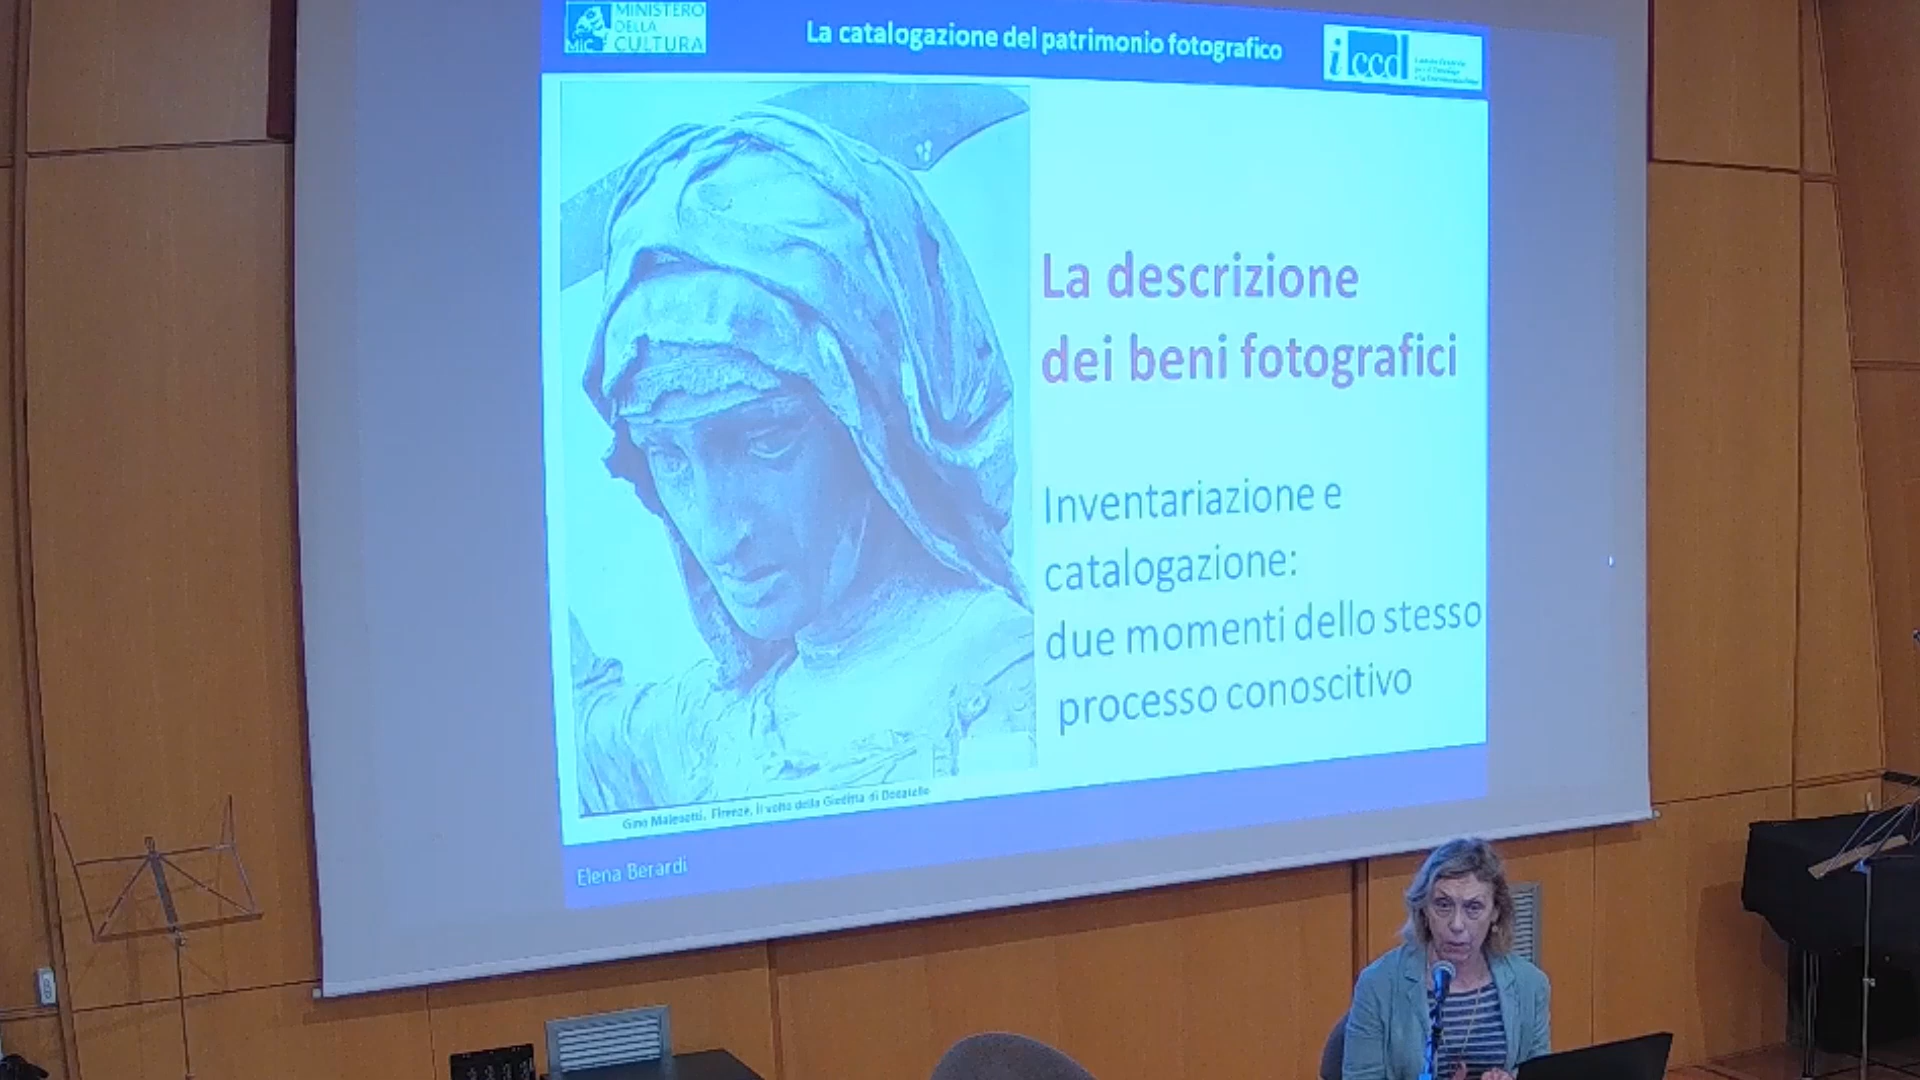 MINISTERO
DELLA
CULTURA
MiC
La catalogazione del patrimonio fotografico
iccd
La descrizione
dei beni fotografici
Inventariazione e
catalogazione:
due momenti dello stesso
processo conoscitivo
Gino Malenotti. Firenze, il volto della Giuditta di Donatello
Elena Berardi